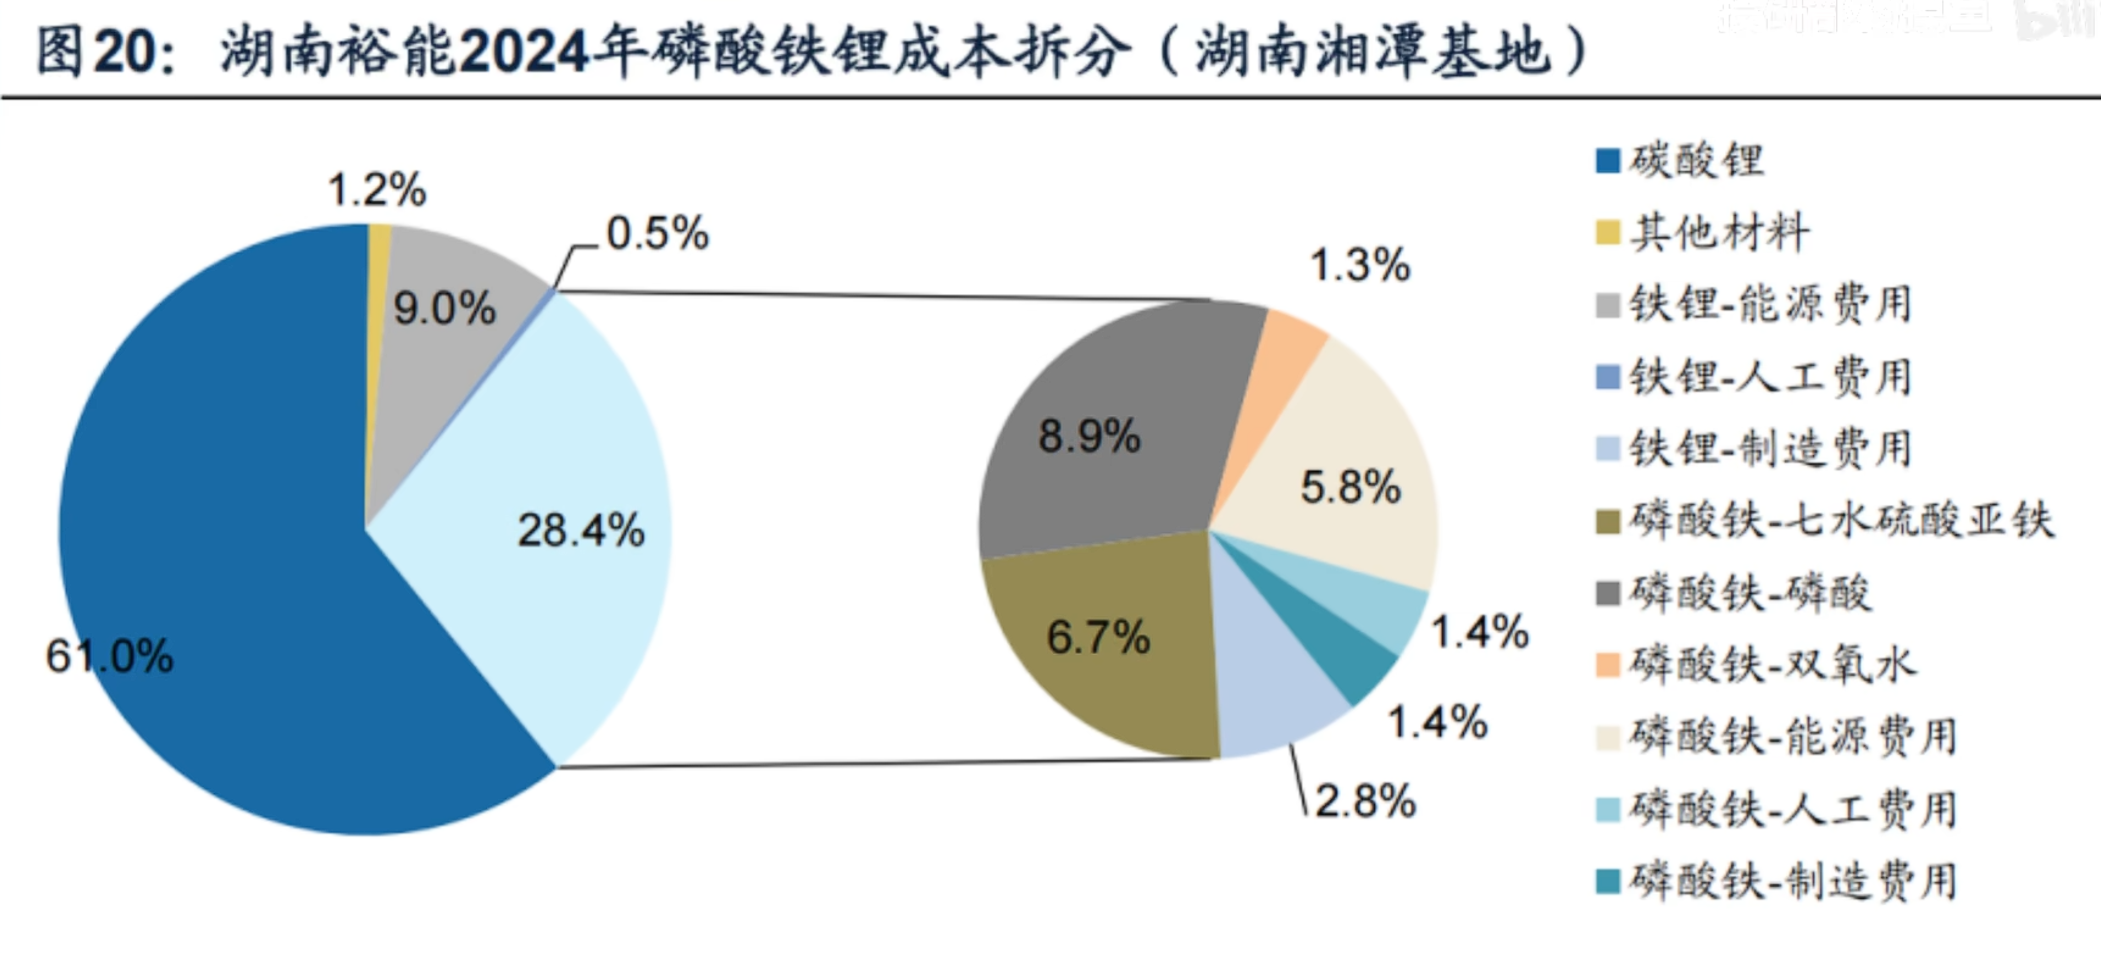 图20： 湖南裕能2024年磷酸铁锂成本拆分（湖南湘潭基地）
1.2%
0.5%
9.0%
28.4%
61.0%
1.3%
8.9%
5.8%
6.7%
1.4%
1.4%
2.8%
碳酸锂
其他材料
铁锂-能源费用
铁锂-人工费用
铁锂-制造费用
磷酸铁-七水硫酸亚铁
磷酸铁-磷酸
磷酸铁-双氧水
磷酸铁-能源费用
磷酸铁-人工费用
磷酸铁-制造费用